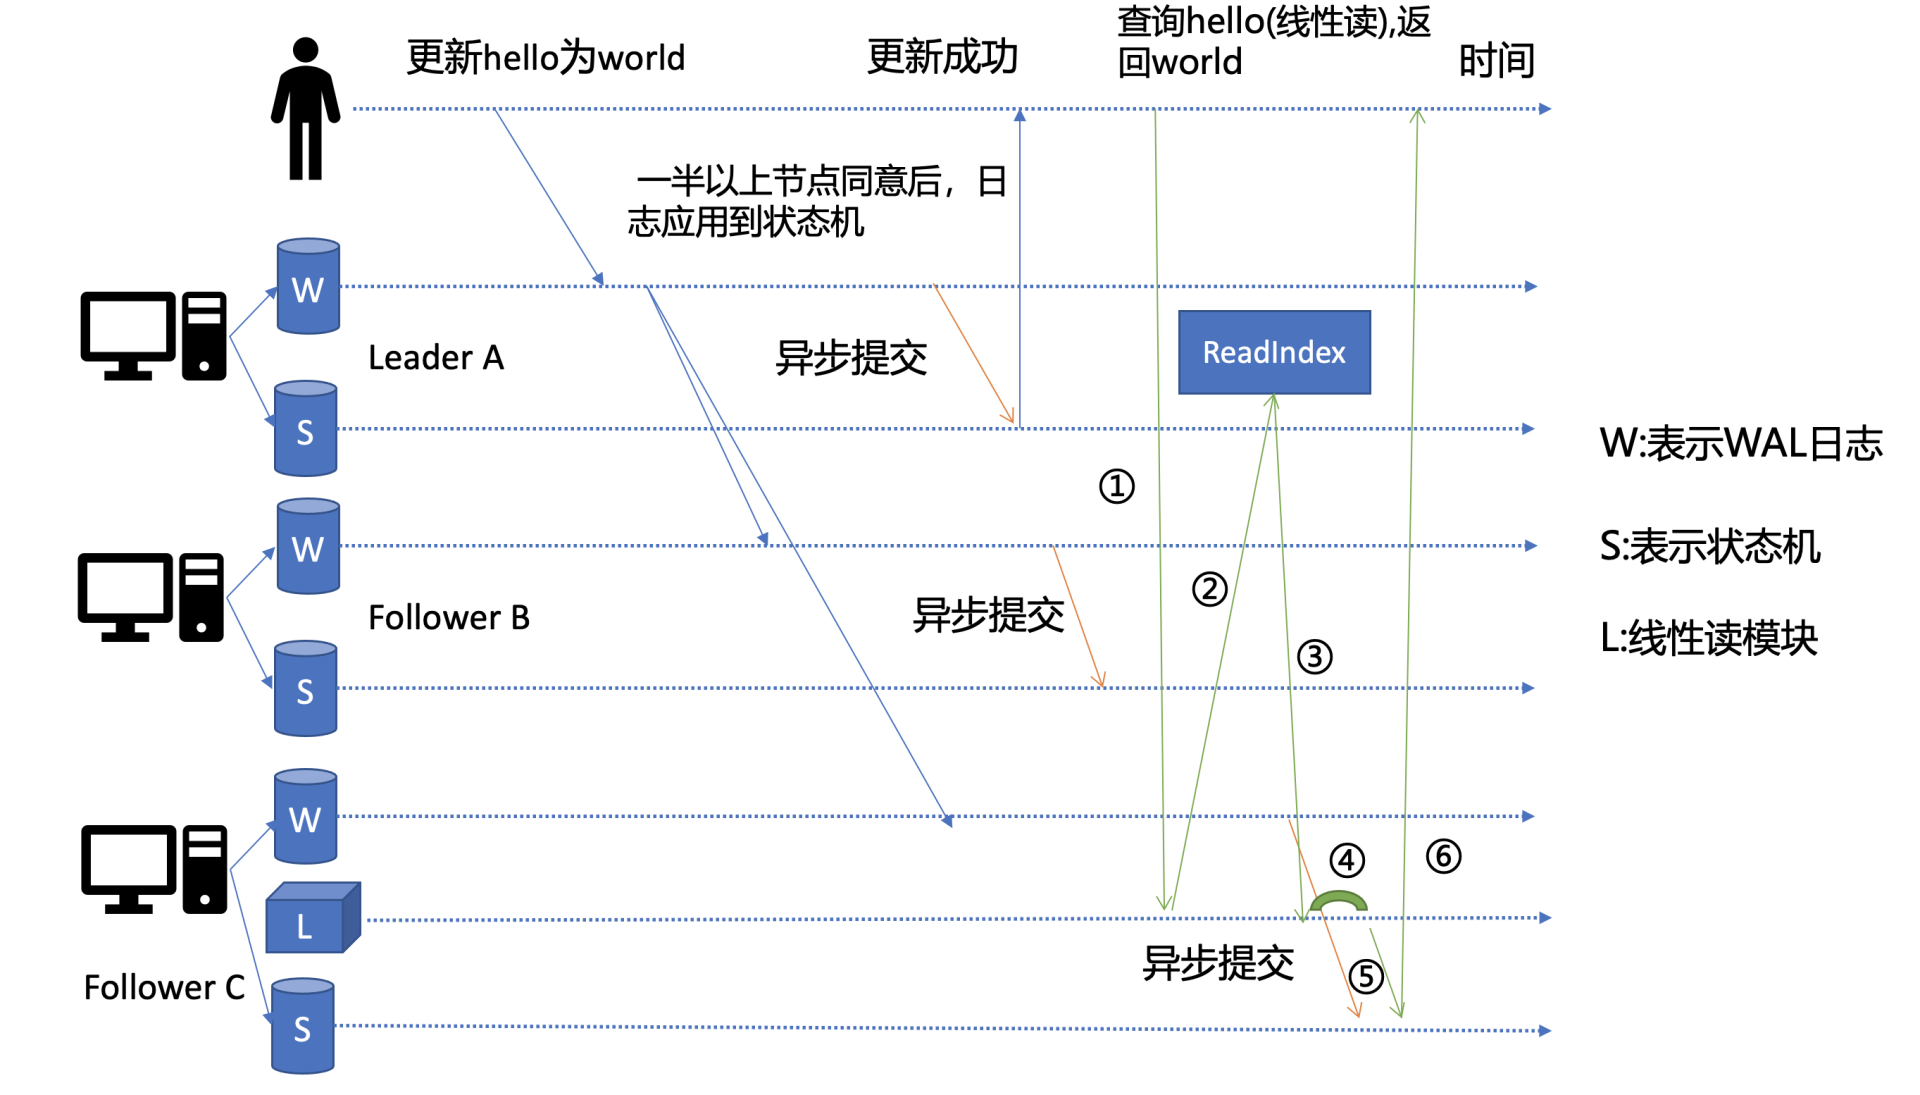 更新hello为world
更新成功
查询hello(线性读),返
回world
时间
一半以上节点同意后，日
志应用到状态机
W
Leader A
异步提交
ReadIndex
S
W:表示WAL日志
①
W
S:表示状态机
②
Follower B
异步提交
③
L:线性读模块
S
W
④
⑥
L
异步提交
⑤
Follower C
S